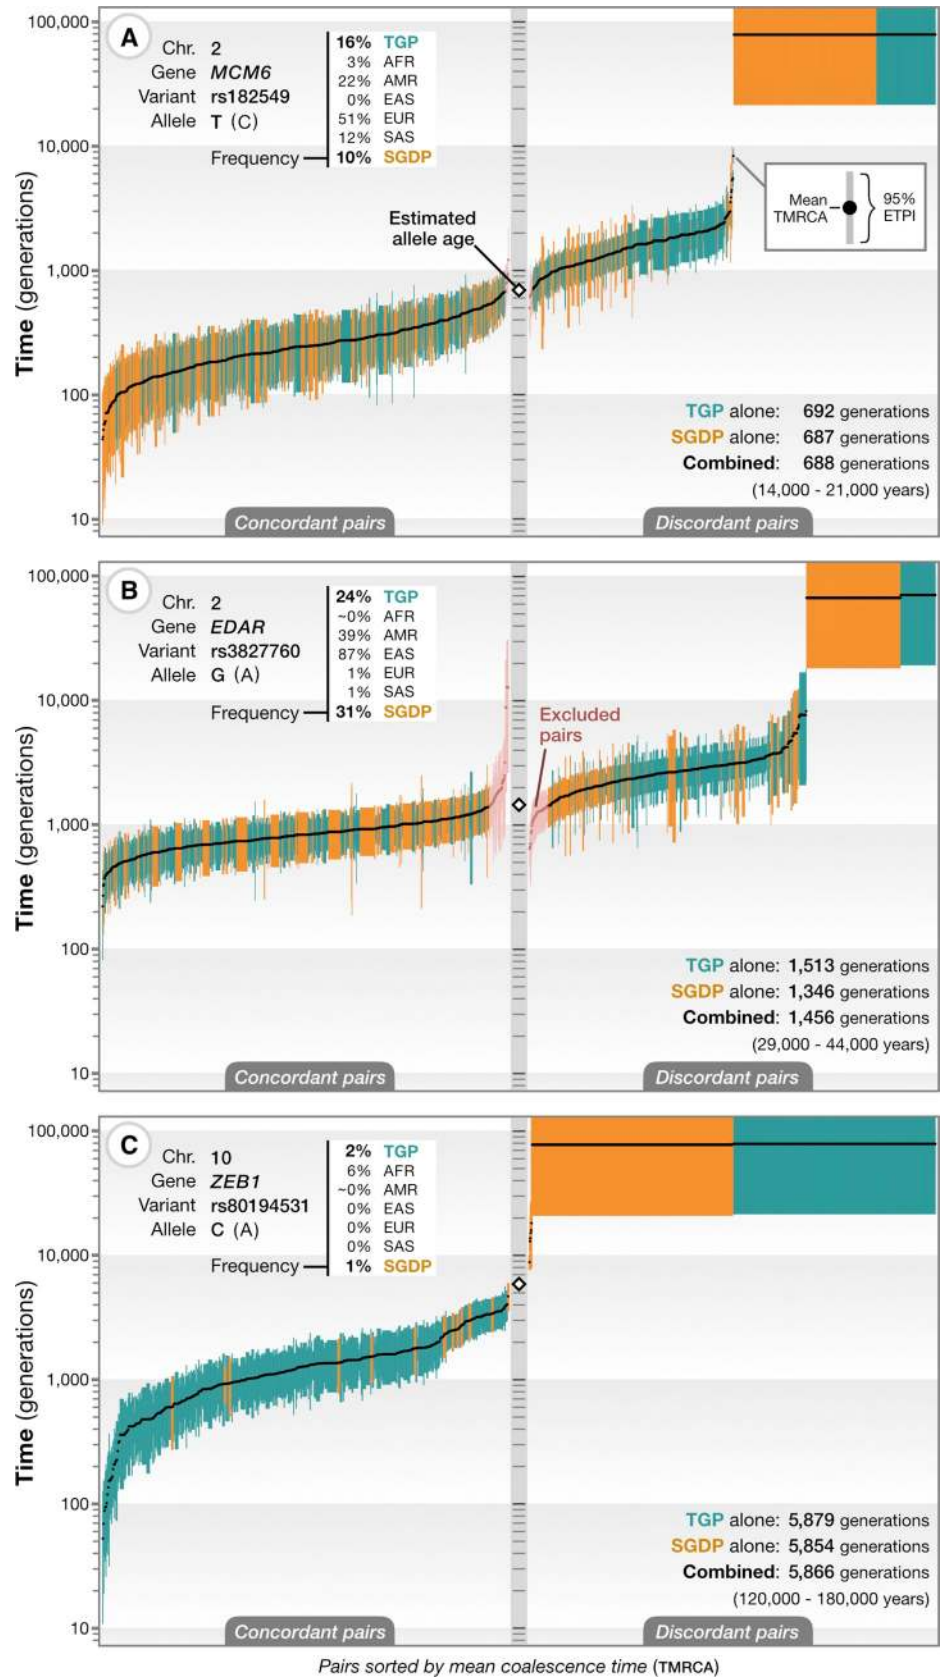 A
Chr. 2
Gene MCM6
Variant rs182549
Allele T (C)
Frequency
16% TGP
3% AFR
22% AMR
0% EAS
51% EUR
12% SAS
10% SGDP
Time (generations)
100,000
10,000
1,000
100
10
Estimated
allele age
Mean
TMRCA
95%
ETPI
TGP alone: 692 generations
SGDP alone: 687 generations
Combined: 688 generations
(14,000 - 21,000 years)
Concordant pairs
Discordant pairs
B
Chr. 2
Gene EDAR
Variant rs3827760
Allele G (A)
Frequency
24% TGP
~0% AFR
39% AMR
87% EAS
1% EUR
1% SAS
31% SGDP
Time (generations)
100,000
10,000
1,000
100
10
Excluded
pairs
TGP alone: 1,513 generations
SGDP alone: 1,346 generations
Combined: 1,456 generations
(29,000 - 44,000 years)
Concordant pairs
Discordant pairs
C
Chr. 10
Gene ZEB1
Variant rs80194531
Allele C (A)
Frequency
2% TGP
6% AFR
~0% AMR
0% EAS
0% EUR
0% SAS
1% SGDP
Time (generations)
100,000
10,000
1,000
100
10
TGP alone: 5,879 generations
SGDP alone: 5,854 generations
Combined: 5,866 generations
(120,000 - 180,000 years)
Concordant pairs
Discordant pairs
Pairs sorted by mean coalescence time (TMRCA)